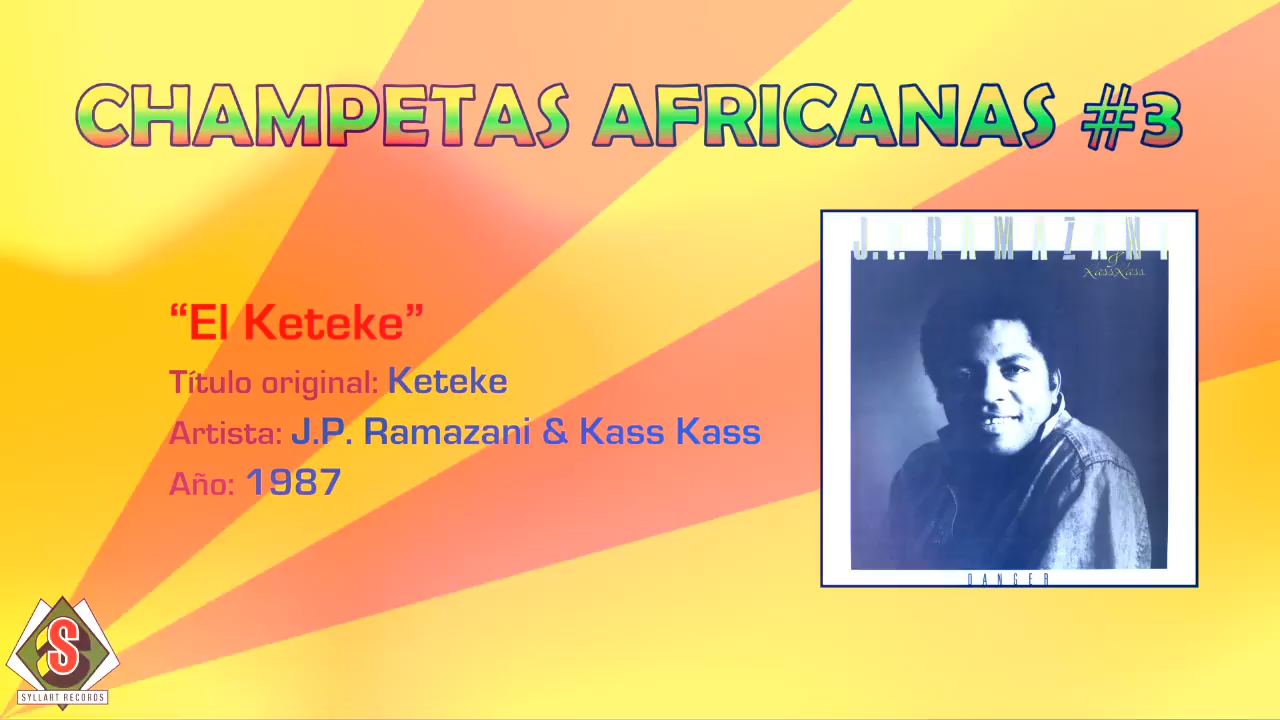 CHAMPETAS AFRICANAS #3
J.P. RAMAZANI
& Kass Kass
“El Keteke”
Título original: Keteke
Artista: J.P. Ramazani & Kass Kass
Año: 1987
DANGER
S
SYLLART RECORDS